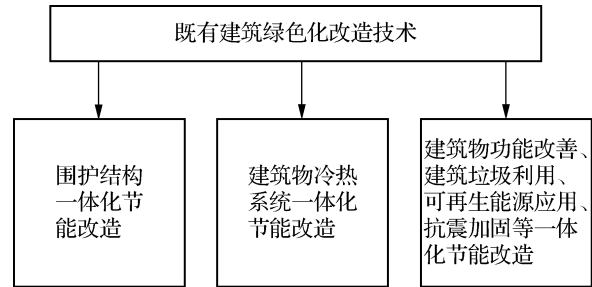 既有建筑绿色化改造技术
围护结构
一体化节
能改造
建筑物冷热
系统一体化
节能改造
建筑物功能改善、
建筑垃圾利用、
可再生能源应用、
抗震加固等一体
化节能改造